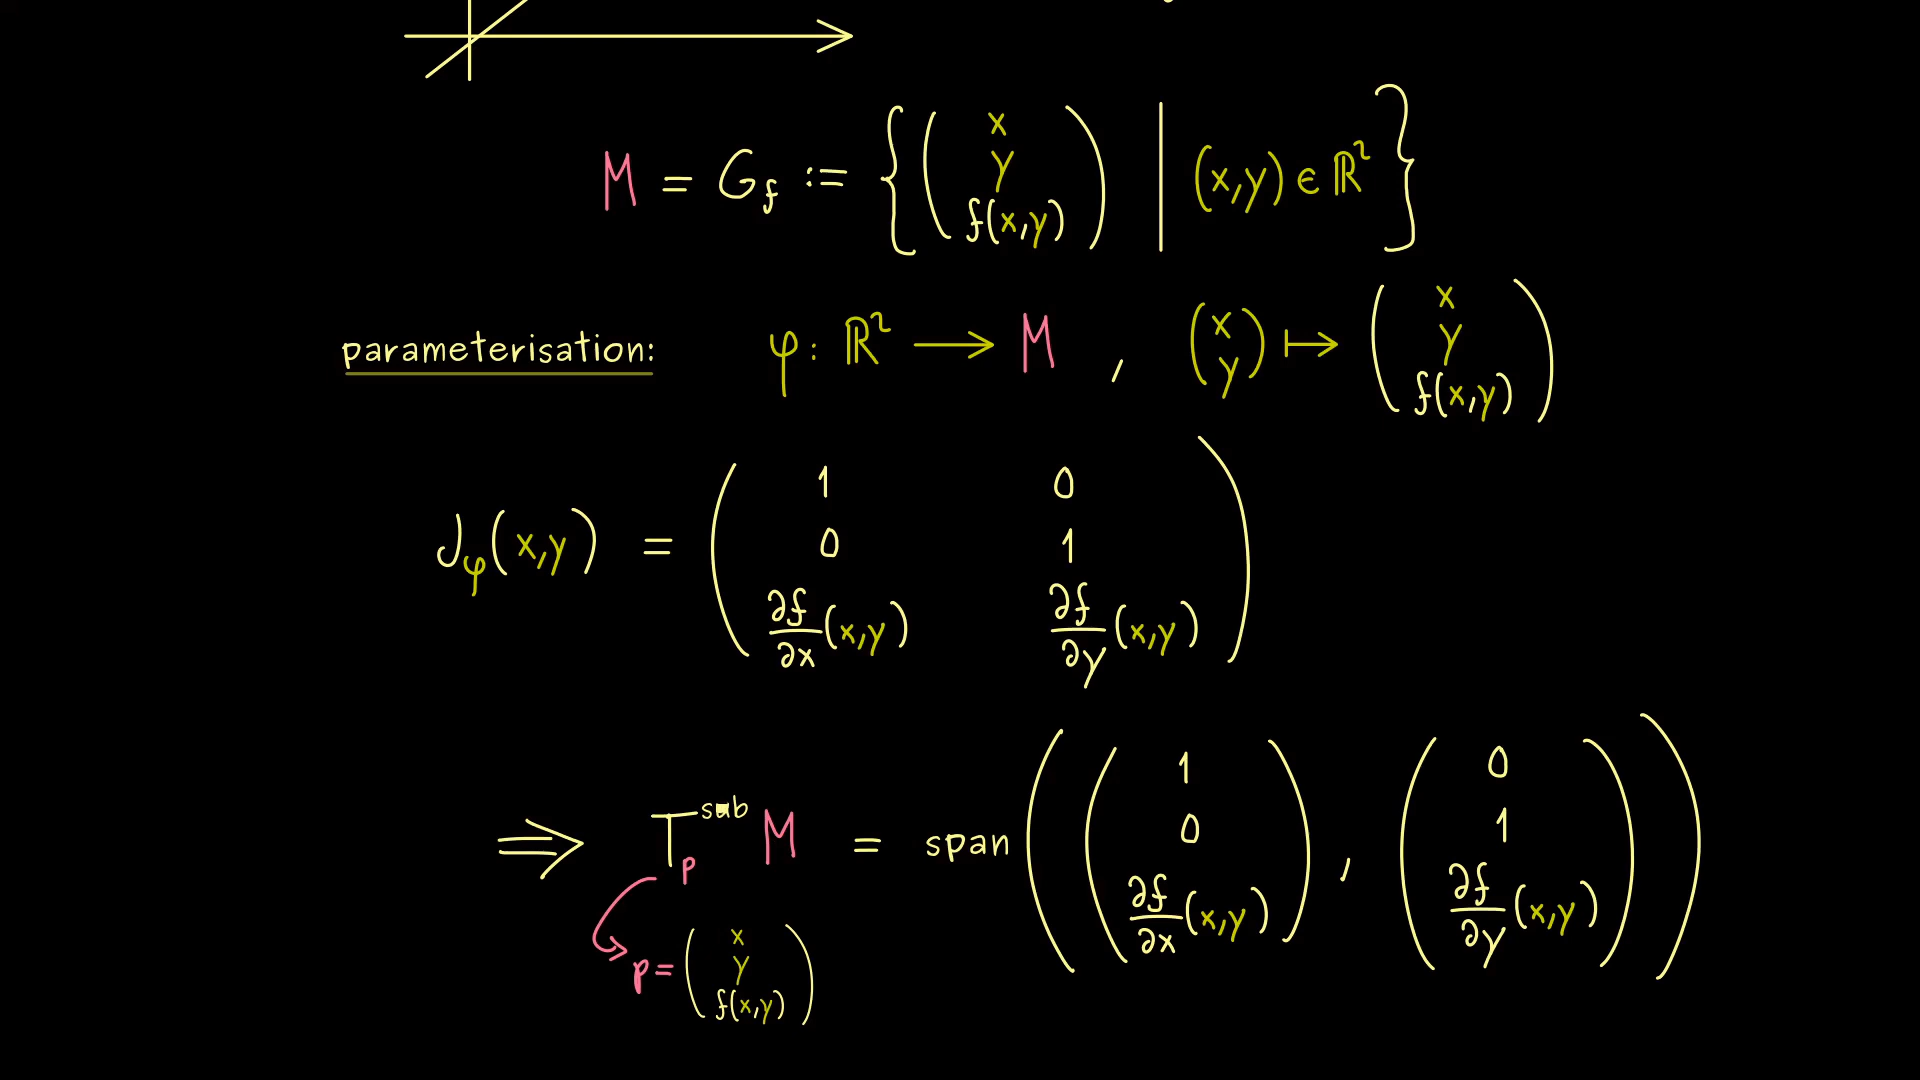 M = G_f := { ( x y f(x,y) ) | (x,y) ∈ ℝ² }
parameterisation: φ: ℝ² ⟶ M , ( x y ) ↦ ( x y f(x,y) )
J_φ(x,y) = ( 1 0
0 1
∂f/∂x (x,y) ∂f/∂y (x,y) )
⟹ T_p^sub M = span( ( 1 0 ∂f/∂x (x,y) ) , ( 0 1 ∂f/∂y (x,y) ) )
p = ( x y f(x,y) )